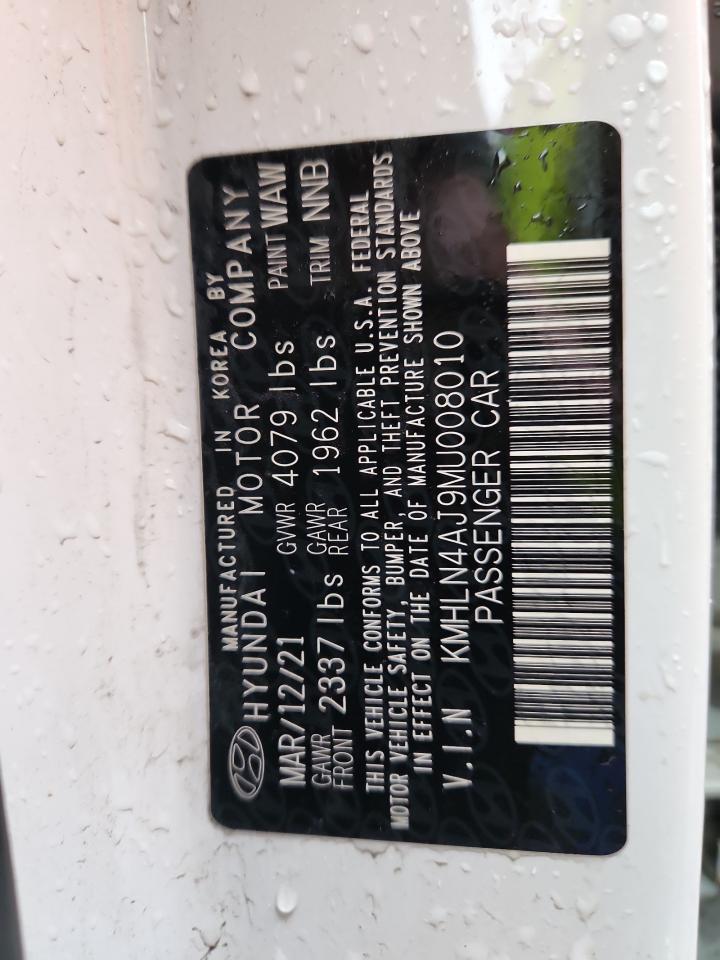 MANUFACTURED IN KOREA BY
HYUNDAI MOTOR COMPANY
MAR/12/21 GVWR 4079 lbs PAINT WAW
GAWR FRONT 2337 lbs GAWR REAR 1962 lbs TRIM NNB
THIS VEHICLE CONFORMS TO ALL APPLICABLE U.S.A. FEDERAL
MOTOR VEHICLE SAFETY, BUMPER, AND THEFT PREVENTION STANDARDS
IN EFFECT ON THE DATE OF MANUFACTURE SHOWN ABOVE
V.I.N KMHLN4AJ9MU008010
PASSENGER CAR